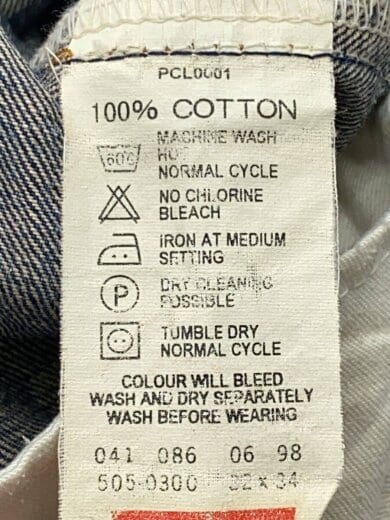 PCL0001
100% COTTON
60°C
MACHINE WASH
HOT
NORMAL CYCLE
NO CHLORINE
BLEACH
IRON AT MEDIUM
SETTING
P
DRY CLEANING
POSSIBLE
TUMBLE DRY
NORMAL CYCLE
COLOUR WILL BLEED
WASH AND DRY SEPARATELY
WASH BEFORE WEARING
041 086 06 98
505-0300 32 x 34